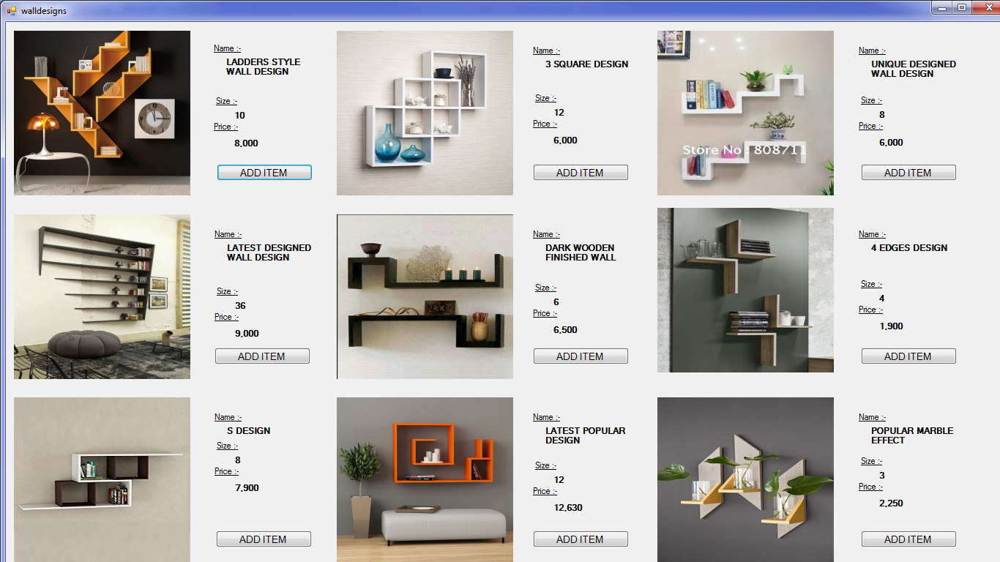 walldesigns
Name :-
LADDERS STYLE
WALL DESIGN
Size :-
10
Price :-
8,000
ADD ITEM
Name :-
3 SQUARE DESIGN
Size :-
12
Price :-
6,000
ADD ITEM
Store No : 808711
Name :-
UNIQUE DESIGNED
WALL DESIGN
Size :-
8
Price :-
6,000
ADD ITEM
Name :-
LATEST DESIGNED
WALL DESIGN
Size :-
36
Price :-
9,000
ADD ITEM
Name :-
DARK WOODEN
FINISHED WALL
Size :-
6
Price :-
6,500
ADD ITEM
Name :-
4 EDGES DESIGN
Size :-
4
Price :-
1,900
ADD ITEM
Name :-
S DESIGN
Size :-
8
Price :-
7,900
ADD ITEM
Name :-
LATEST POPULAR
DESIGN
Size :-
12
Price :-
12,630
ADD ITEM
Name :-
POPULAR MARBLE
EFFECT
Size :-
3
Price :-
2,250
ADD ITEM